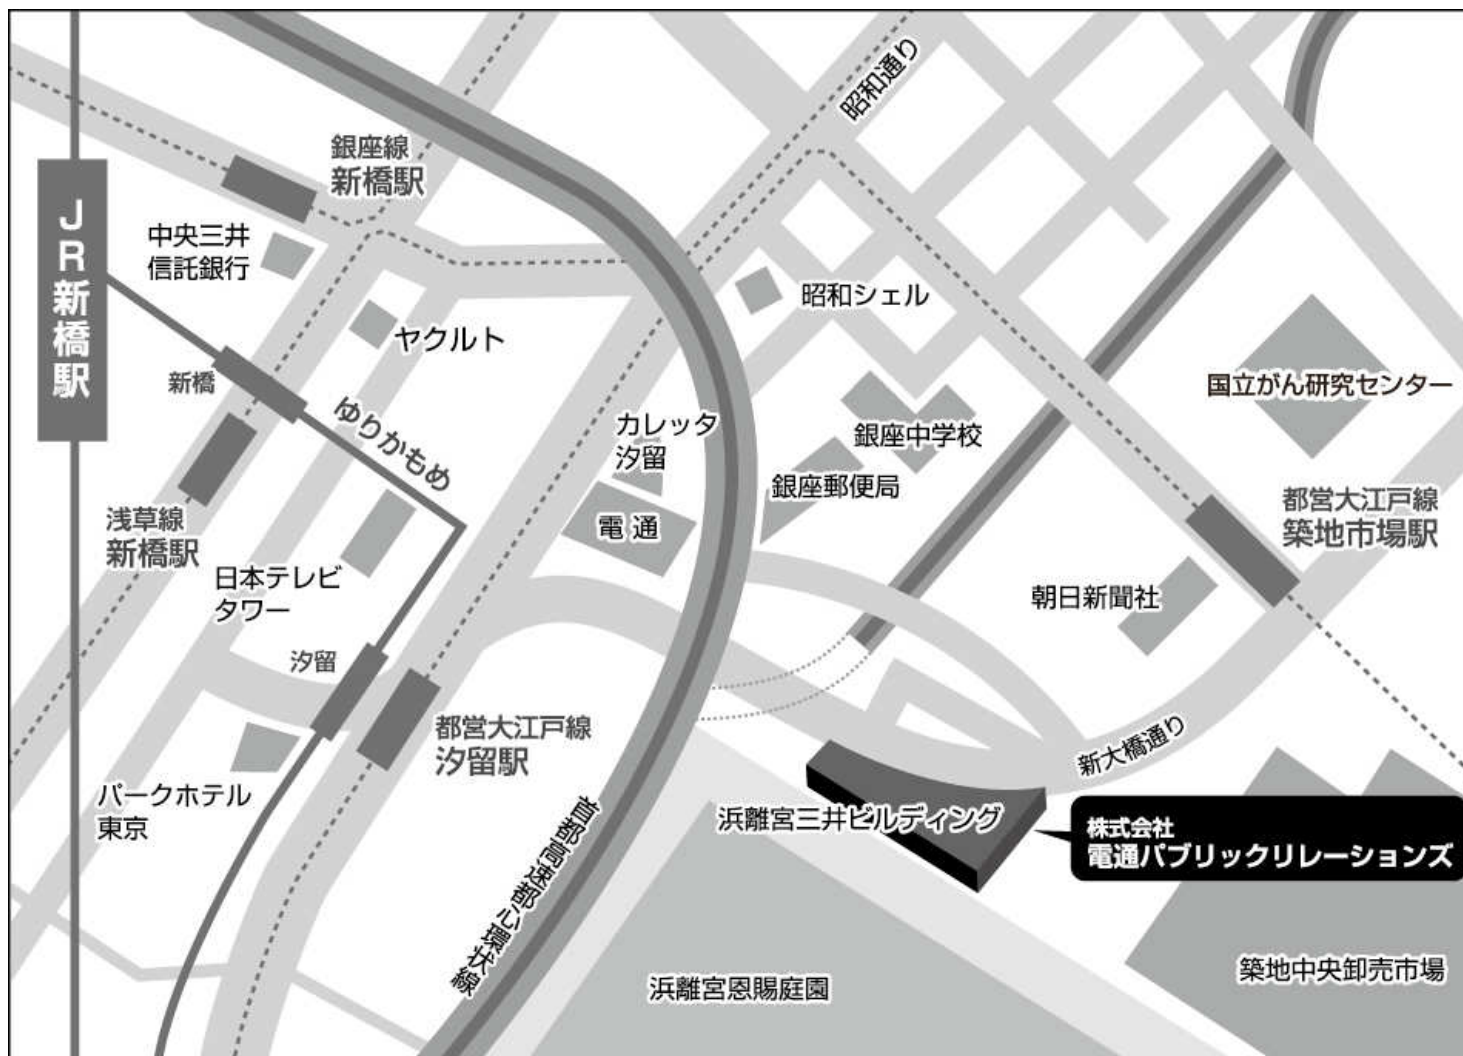 昭和通り
銀座線
新橋駅
JR新橋駅
中央三井
信託銀行
昭和シェル
ヤクルト
新橋
ゆりかもめ
国立がん研究センター
カレッタ
汐留
銀座中学校
銀座郵便局
電通
都営大江戸線
築地市場駅
浅草線
新橋駅
日本テレビ
タワー
朝日新聞社
汐留
都営大江戸線
汐留駅
新大橋通り
パークホテル
東京
浜離宮三井ビルディング
株式会社
電通パブリックリレーションズ
首都高速都心環状線
築地中央卸売市場
浜離宮恩賜庭園